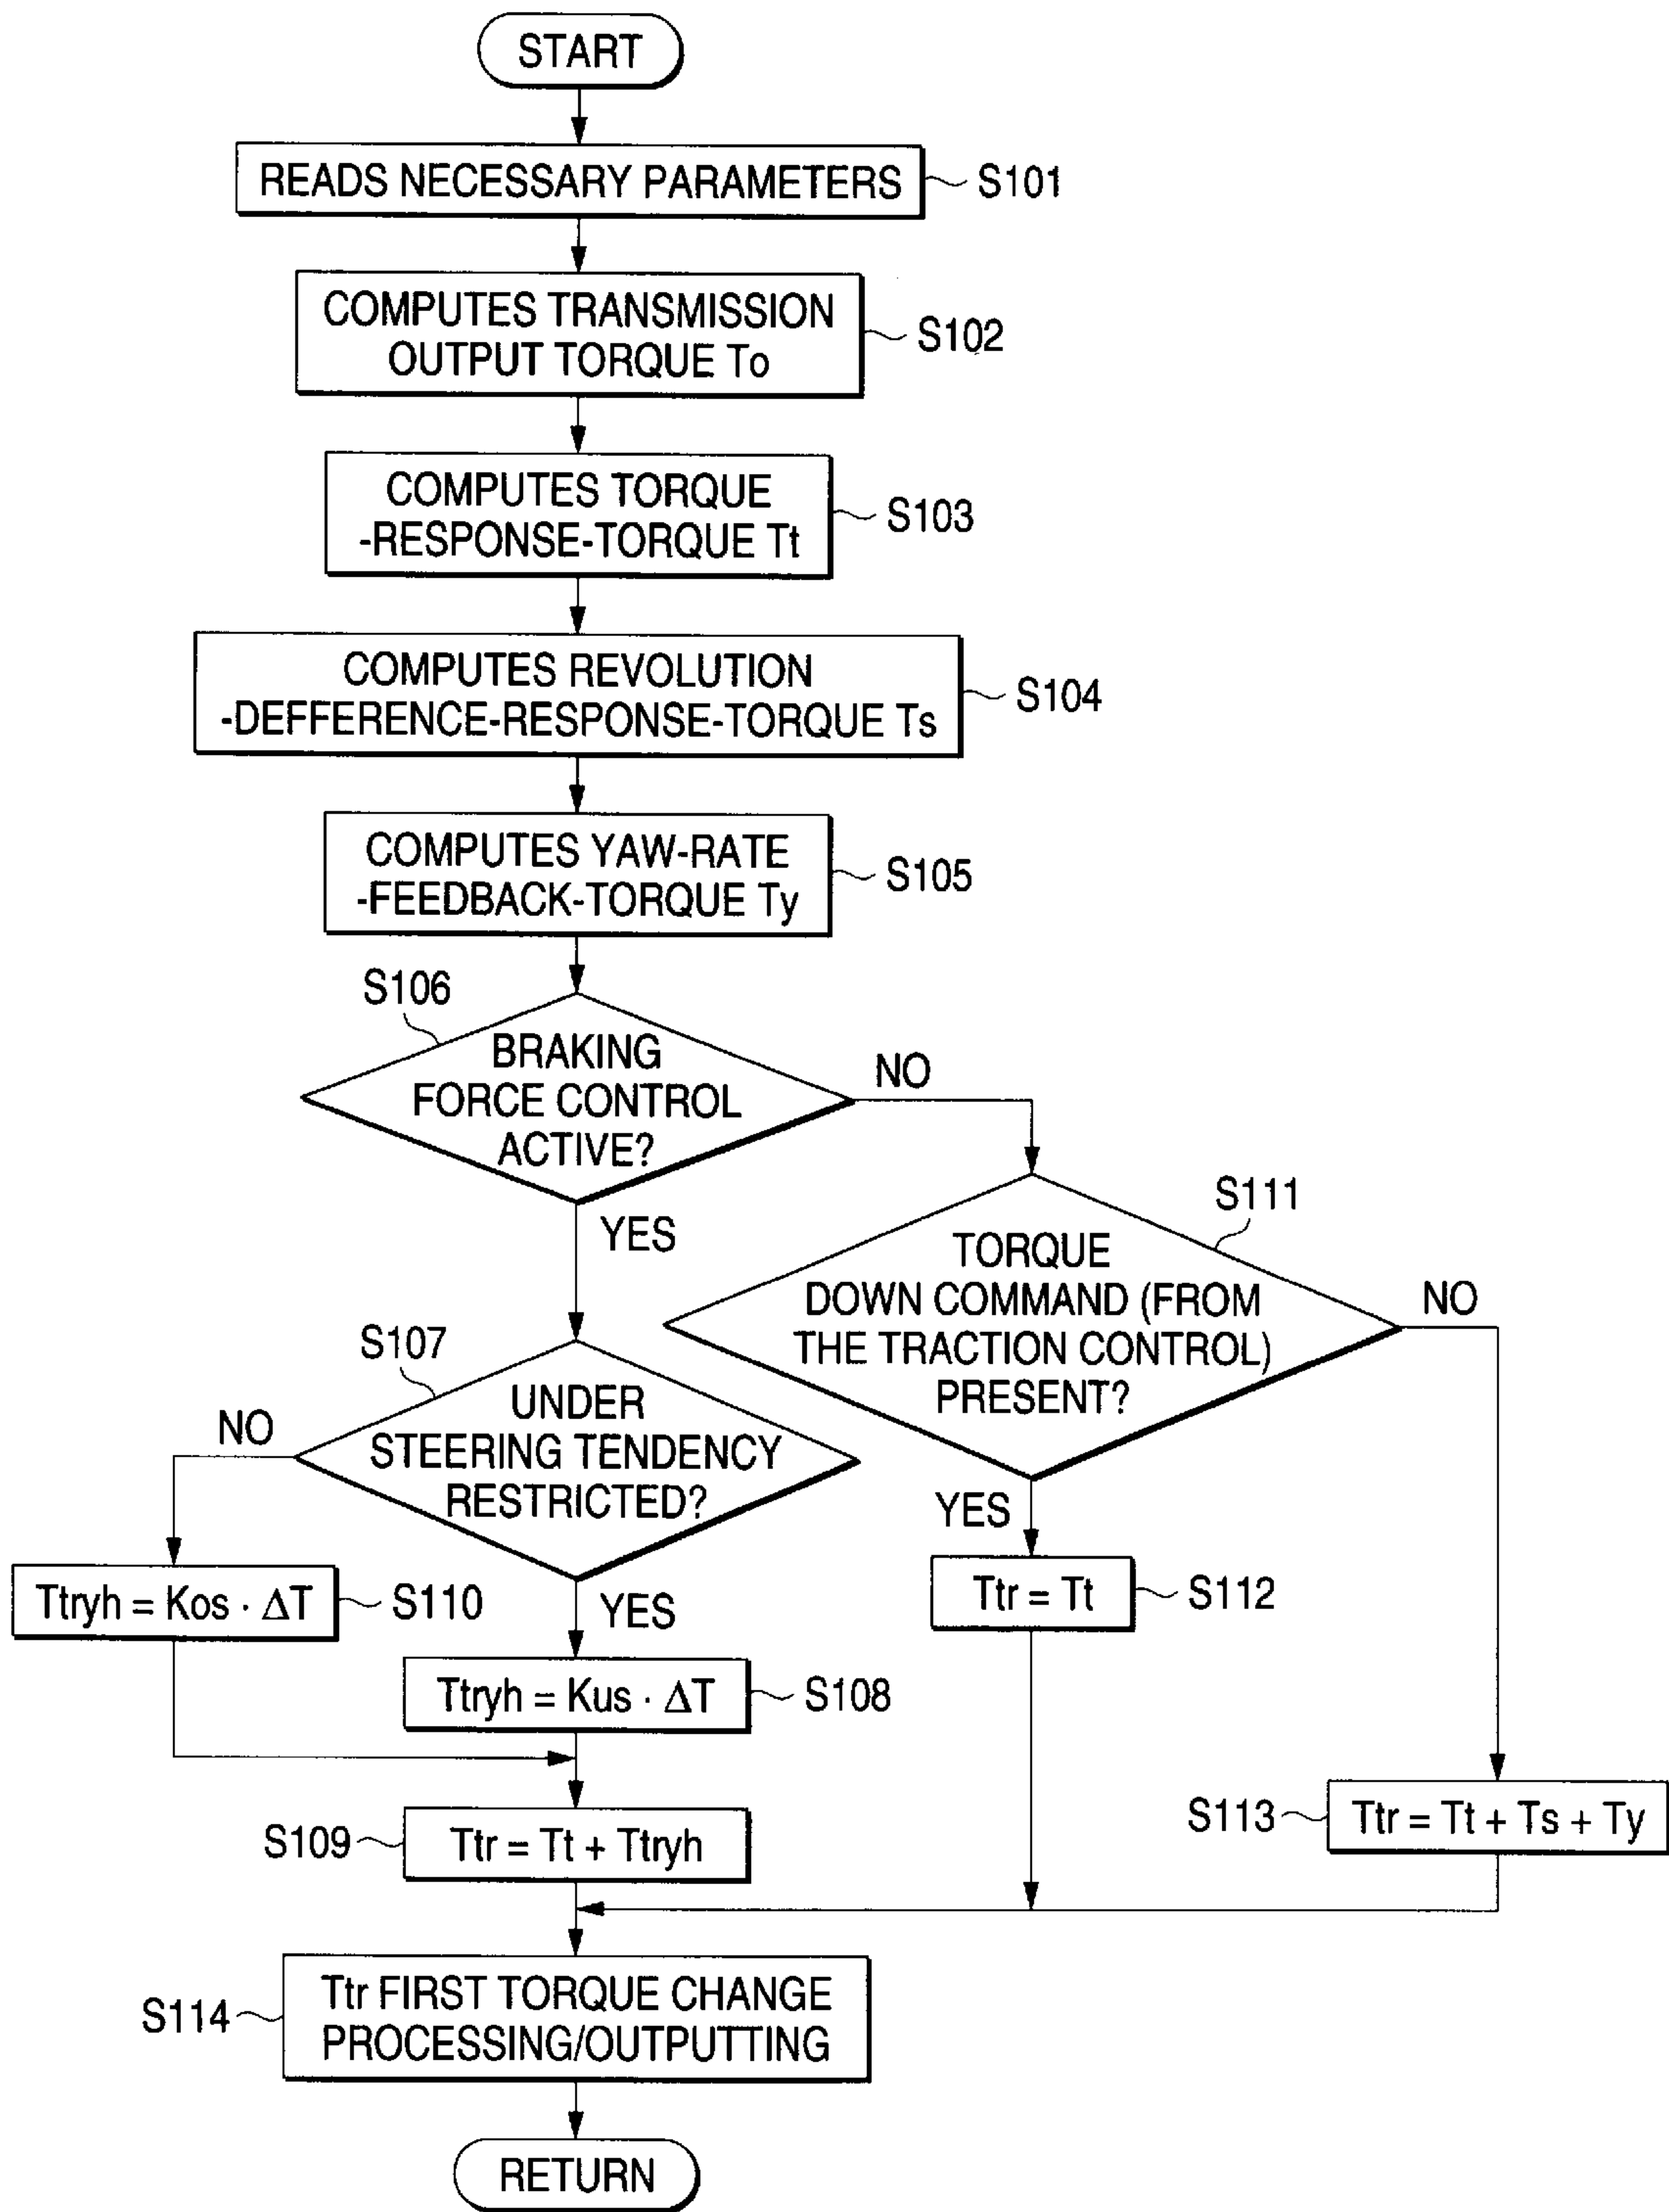 START
READS NECESSARY PARAMETERS
S101
COMPUTES TRANSMISSION
OUTPUT TORQUE To
S102
COMPUTES TORQUE
-RESPONSE-TORQUE Tt
S103
COMPUTES REVOLUTION
-DEFFERENCE-RESPONSE-TORQUE Ts
S104
COMPUTES YAW-RATE
-FEEDBACK-TORQUE Ty
S105
S106
BRAKING
FORCE CONTROL
ACTIVE?
NO
YES
S111
TORQUE
DOWN COMMAND (FROM
THE TRACTION CONTROL)
PRESENT?
NO
YES
S107
UNDER
STEERING TENDENCY
RESTRICTED?
NO
YES
Ttryh = Kos · ΔT
S110
Ttr = Tt
S112
Ttryh = Kus · ΔT
S108
S109
Ttr = Tt + Ttryh
S113
Ttr = Tt + Ts + Ty
S114
Ttr FIRST TORQUE CHANGE
PROCESSING/OUTPUTTING
RETURN